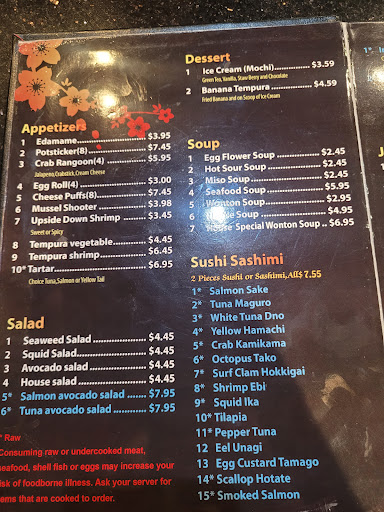 Appetizers
1 Edamame $3.95
2 Potsticker(8) $7.45
3 Crab Rangoon(4) $5.95
Jalapeno, Crabstick, Cream Cheese
4 Egg Roll(4) $3.00
5 Cheese Puffs(8) $7.45
6 Mussel Shooter $3.98
7 Upside Down Shrimp $3.45
Sweet or Spicy
8 Tempura vegetable $4.45
9 Tempura shrimp $6.45
10* Tartar $6.95
Choice Tuna, Salmon or Yellow Tail
Salad
1 Seaweed Salad $4.45
2 Squid Salad $4.45
3 Avocado salad $4.45
4 House salad $4.45
5* Salmon avocado salad $7.95
6* Tuna avocado salad $7.95
* Raw
Consuming raw or undercooked meat,
seafood, shell fish or eggs may increase your
risk of foodborne illness. Ask your server for
items that are cooked to order.
Dessert
1 Ice Cream (Mochi) $3.59
Green Tea, Vanilla, Staw Berry and Chocolate
2 Banana Tempura $4.59
Fried Banana and on Scoop of Ice Cream
Soup
1 Egg Flower Soup $2.45
2 Hot Sour Soup $2.45
3 Miso Soup $2.45
4 Seafood Soup $5.95
5 Wonton Soup $2.95
6 Soup $4.95
7 Special Wonton Soup .. $6.95
Sushi Sashimi
2 Pieces Sushi or Sashimi, All $7.55
1* Salmon Sake
2* Tuna Maguro
3* White Tuna Dno
4* Yellow Hamachi
5* Crab Kamikama
6* Octopus Tako
7* Surf Clam Hokkigai
8* Shrimp Ebi
9* Squid Ika
10* Tilapia
11* Pepper Tuna
12 Eel Unagi
13 Egg Custard Tamago
14* Scallop Hotate
15* Smoked Salmon